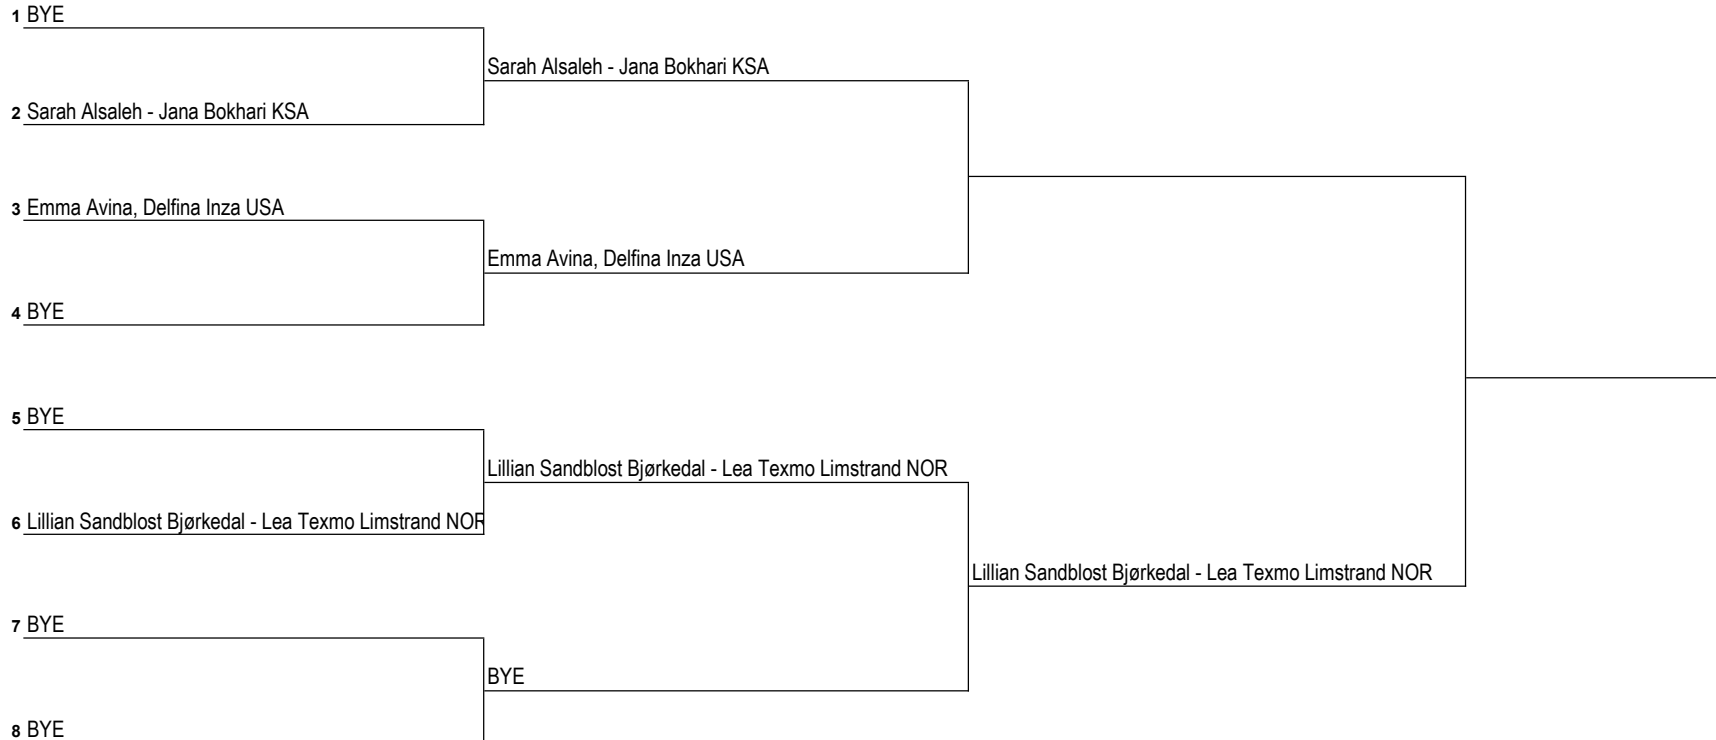 1 BYE
Sarah Alsaleh - Jana Bokhari KSA
2 Sarah Alsaleh - Jana Bokhari KSA
3 Emma Avina, Delfina Inza USA
Emma Avina, Delfina Inza USA
4 BYE
5 BYE
Lillian Sandblost Bjørkedal - Lea Texmo Limstrand NOR
6 Lillian Sandblost Bjørkedal - Lea Texmo Limstrand NOR
Lillian Sandblost Bjørkedal - Lea Texmo Limstrand NOR
7 BYE
BYE
8 BYE